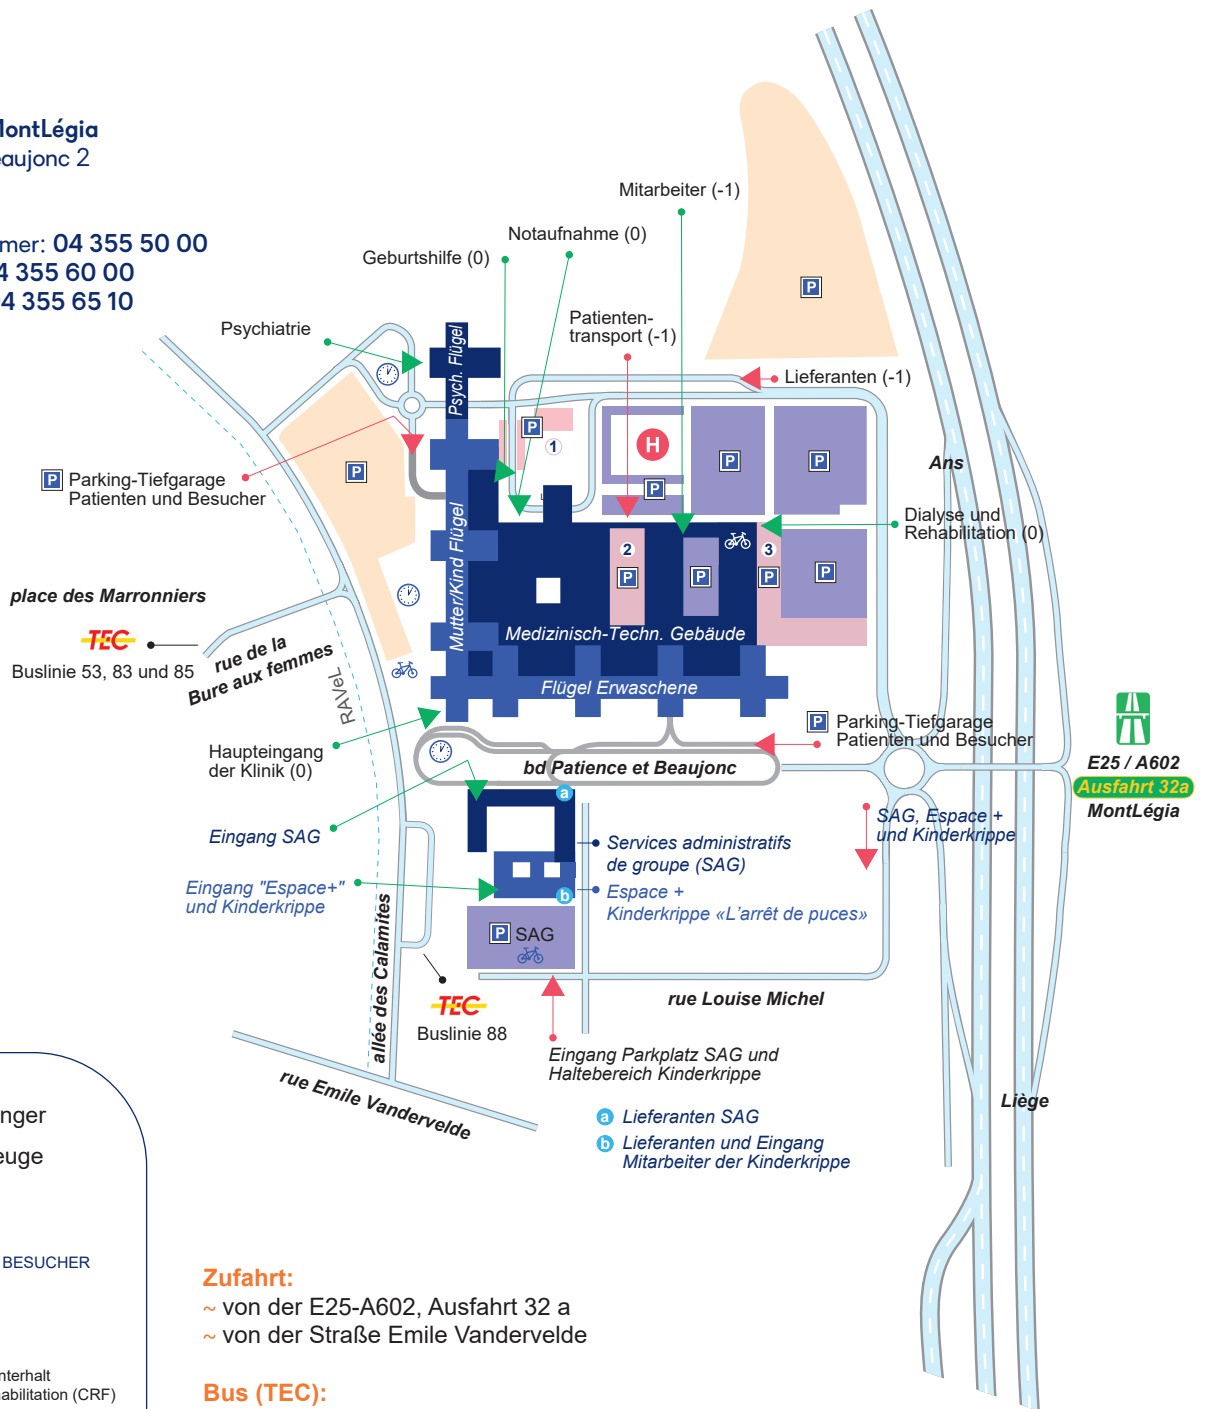 MontLégia
eaujonc 2
mer: 04 355 50 00
4 355 60 00
04 355 65 10
Mitarbeiter (-1)
Notaufnahme (0)
Geburtshilfe (0)
Psychiatrie
Patienten-
transport (-1)
Lieferanten (-1)
Psych. Flügel
P
P
1
H
P
P
P
P
P
Parking-Tiefgarage
Patienten und Besucher
Ans
Dialyse und
Rehabilitation (0)
Mutter/Kind Flügel
2
P
P
3
P
P
place des Marronniers
TEC
Buslinie 53, 83 und 85
rue de la
Bure aux femmes
RAVeL
Medizinisch-Techn. Gebäude
Flügel Erwaschene
Haupteingang
der Klinik (0)
P
Parking-Tiefgarage
Patienten und Besucher
bd Patience et Beaujonc
E25 / A602
Ausfahrt 32a
MontLégia
a
Eingang SAG
SAG, Espace +
und Kinderkrippe
Services administratifs
de groupe (SAG)
Eingang "Espace+"
und Kinderkrippe
b
Espace +
Kinderkrippe «L'arrêt de puces»
P SAG
allée des Calamites
TEC
Buslinie 88
rue Louise Michel
Eingang Parkplatz SAG und
Haltebereich Kinderkrippe
rue Emile Vandervelde
Liège
a Lieferanten SAG
b Lieferanten und Eingang
Mitarbeiter der Kinderkrippe
nger
euge
BESUCHER
nterhalt
abilitation (CRF)
Zufahrt:
~ von der E25-A602, Ausfahrt 32 a
~ von der Straße Emile Vandervelde
Bus (TEC):